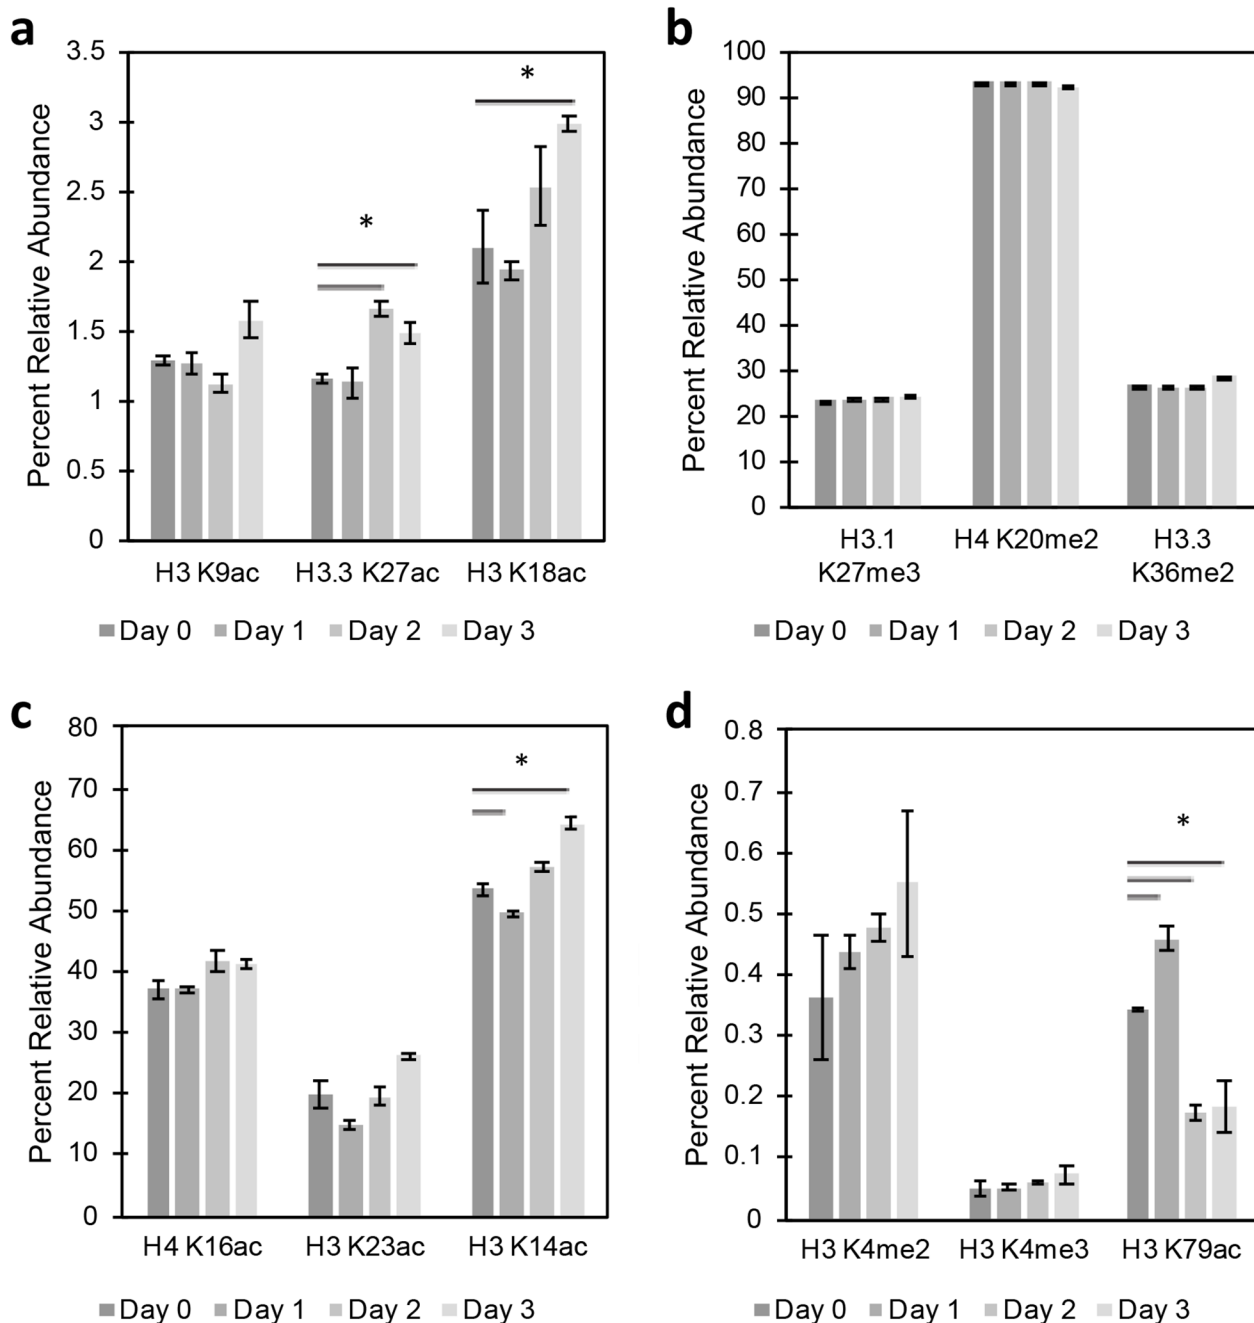 a
Percent Relative Abundance
3.5
3
2.5
2
1.5
1
0.5
0
*
*
H3 K9ac H3.3 K27ac H3 K18ac
Day 0 Day 1 Day 2 Day 3
b
Percent Relative Abundance
100
90
80
70
60
50
40
30
20
10
0
H3.1 K27me3
H4 K20me2
H3.3 K36me2
Day 0 Day 1 Day 2 Day 3
c
Percent Relative Abundance
80
70
60
50
40
30
20
10
0
*
H4 K16ac H3 K23ac H3 K14ac
Day 0 Day 1 Day 2 Day 3
d
Percent Relative Abundance
0.8
0.7
0.6
0.5
0.4
0.3
0.2
0.1
0
*
H3 K4me2 H3 K4me3 H3 K79ac
Day 0 Day 1 Day 2 Day 3